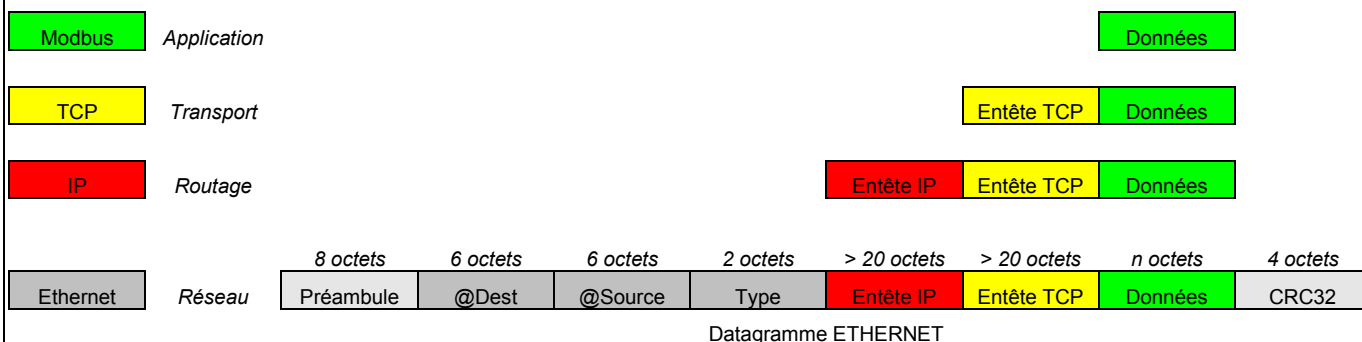 Modbus Application Données
TCP Transport Entête TCP Données
IP Routage Entête IP Entête TCP Données
8 octets 6 octets 6 octets 2 octets > 20 octets > 20 octets n octets 4 octets
Ethernet Réseau Préambule @Dest @Source Type Entête IP Entête TCP Données CRC32
Datagramme ETHERNET